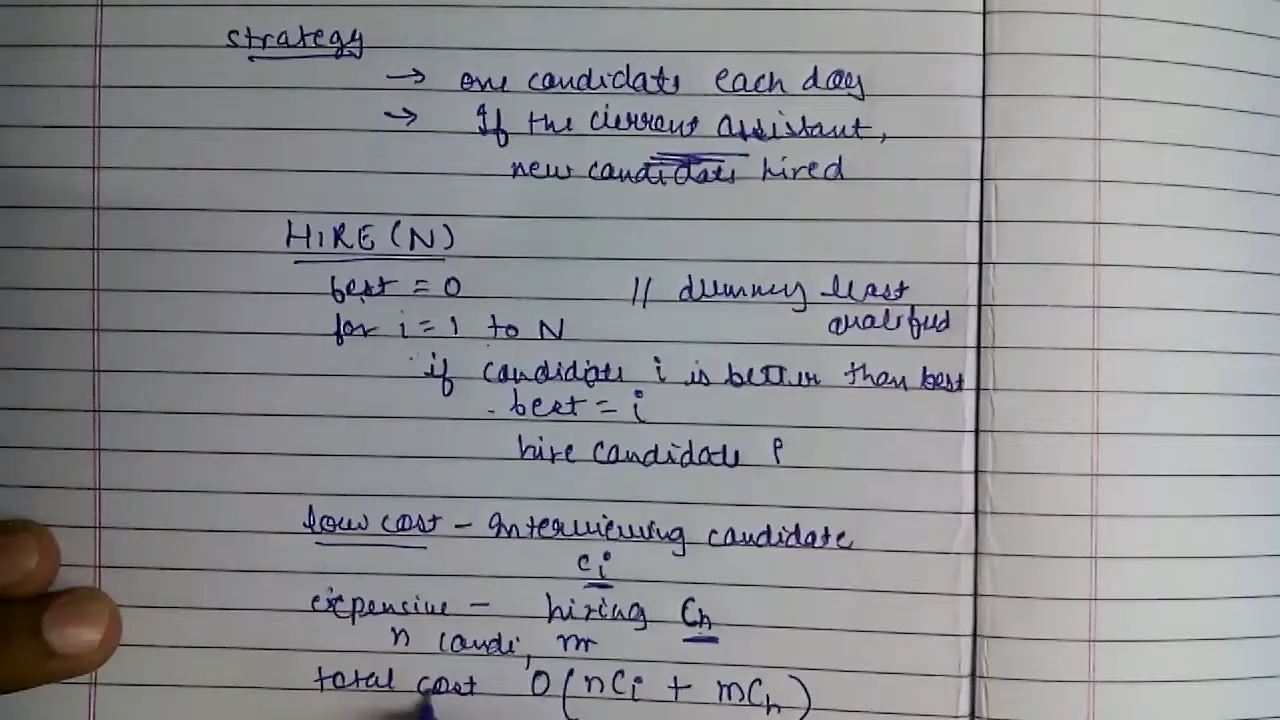 strategy
→ one candidate each day
→ If the current assistant,
new candidate hired
HIRE (N)
best = 0 // dummy least
qualified
for i = 1 to N
if candidate i is better than best
best = i
hire candidate i
low cost - Interviewing candidate
ci
expensive - hiring Ch
n candi, m
total cost O(nCi + mCh)